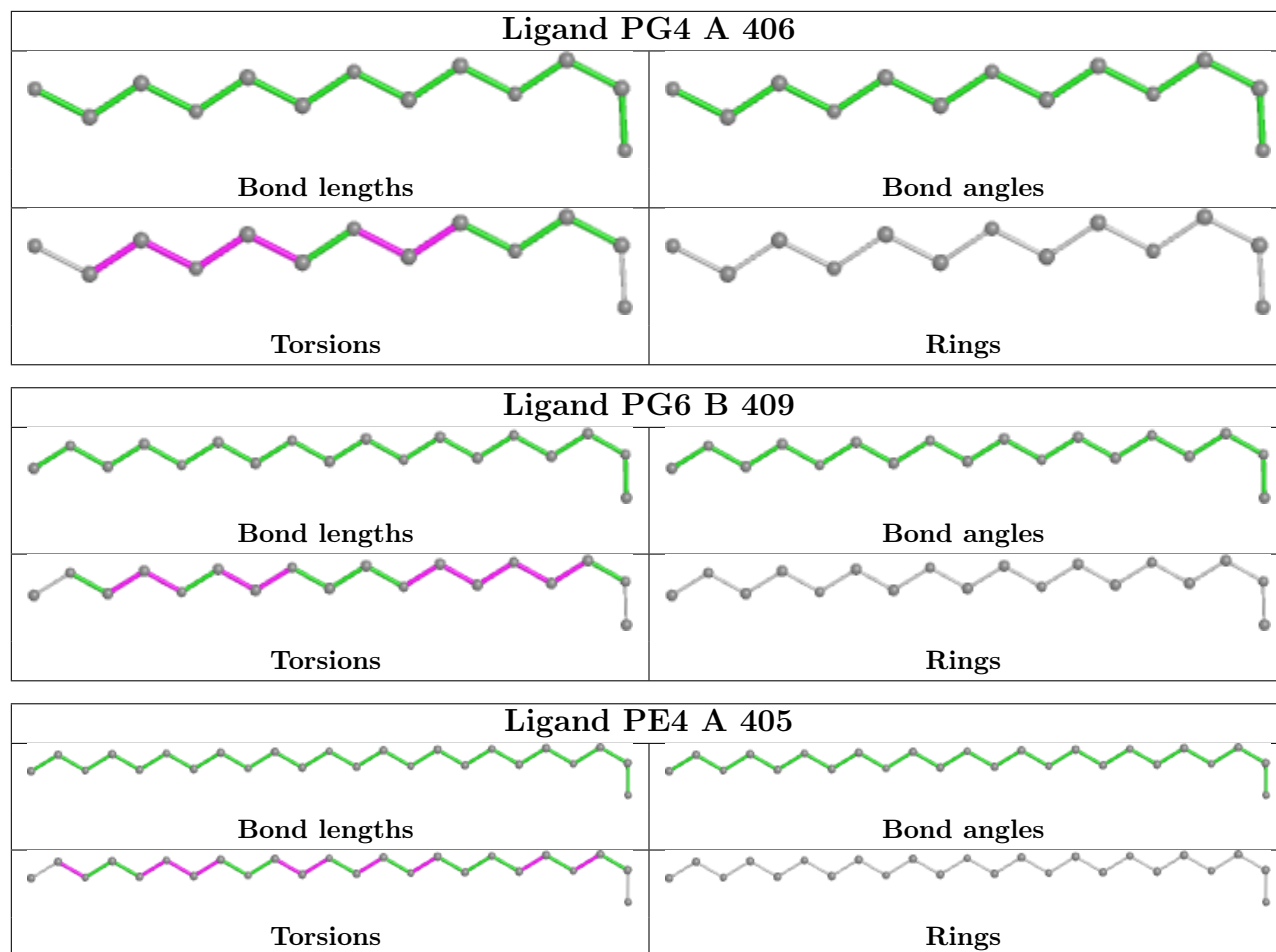 Ligand PG4 A 406
Bond lengths
Bond angles
Torsions
Rings
Ligand PG6 B 409
Bond lengths
Bond angles
Torsions
Rings
Ligand PE4 A 405
Bond lengths
Bond angles
Torsions
Rings